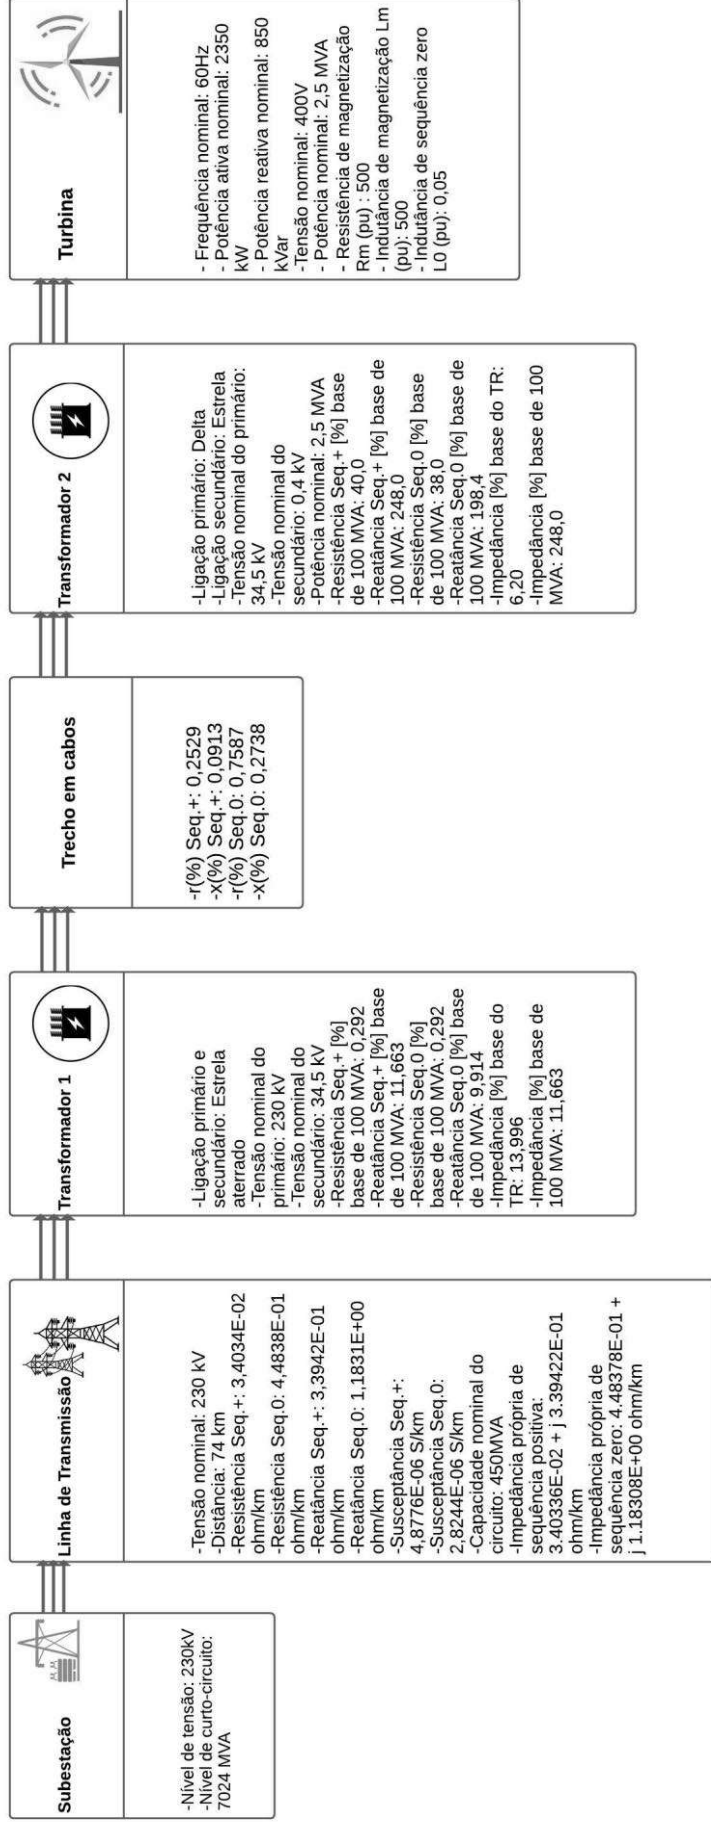 Subestação
-Nível de tensão: 230kV
-Nível de curto-circuito:
7024 MVA
Linha de Transmissão
-Tensão nominal: 230 kV
-Distância: 74 km
-Resistência Seq.+: 3,4034E-02
ohm/km
-Resistência Seq.0: 4,4838E-01
ohm/km
-Reatância Seq.+: 3,3942E-01
ohm/km
-Reatância Seq.0: 1,1831E+00
ohm/km
-Susceptância Seq.+:
4,8776E-06 S/km
-Susceptância Seq.0:
2,8244E-06 S/km
-Capacidade nominal do
circuito: 450MVA
-Impedância própria de
sequência positiva:
3.40336E-02 + j 3.39422E-01
ohm/km
-Impedância própria de
sequência zero: 4.48378E-01 +
j 1.18308E+00 ohm/km
Transformador 1
-Ligação primário e
secundário: Estrela
aterrado
-Tensão nominal do
primário: 230 kV
-Tensão nominal do
secundário: 34,5 kV
-Resistência Seq.+ [%]
base de 100 MVA: 0,292
-Reatância Seq.+ [%] base
de 100 MVA: 11,663
-Resistência Seq.0 [%]
base de 100 MVA: 0,292
-Reatância Seq.0 [%] base
de 100 MVA: 9,914
-Impedância [%] base do
TR: 13,996
-Impedância [%] base de
100 MVA: 11,663
Trecho em cabos
-r(%) Seq.+: 0,2529
-x(%) Seq.+: 0,0913
-r(%) Seq.0: 0,7587
-x(%) Seq.0: 0,2738
Transformador 2
-Ligação primário: Delta
-Ligação secundário: Estrela
-Tensão nominal do primário:
34,5 kV
-Tensão nominal do
secundário: 0,4 kV
-Potência nominal: 2,5 MVA
-Resistência Seq.+ [%] base
de 100 MVA: 40,0
-Reatância Seq.+ [%] base de
100 MVA: 248,0
-Resistência Seq.0 [%] base
de 100 MVA: 38,0
-Reatância Seq.0 [%] base de
100 MVA: 198,4
-Impedância [%] base do TR:
6,20
-Impedância [%] base de 100
MVA: 248,0
Turbina
- Frequência nominal: 60Hz
- Potência ativa nominal: 2350
kW
- Potência reativa nominal: 850
kVar
-Tensão nominal: 400V
- Potência nominal: 2,5 MVA
- Resistência de magnetização
Rm (pu) : 500
- Indutância de magnetização Lm
(pu): 500
- Indutância de sequência zero
L0 (pu): 0,05